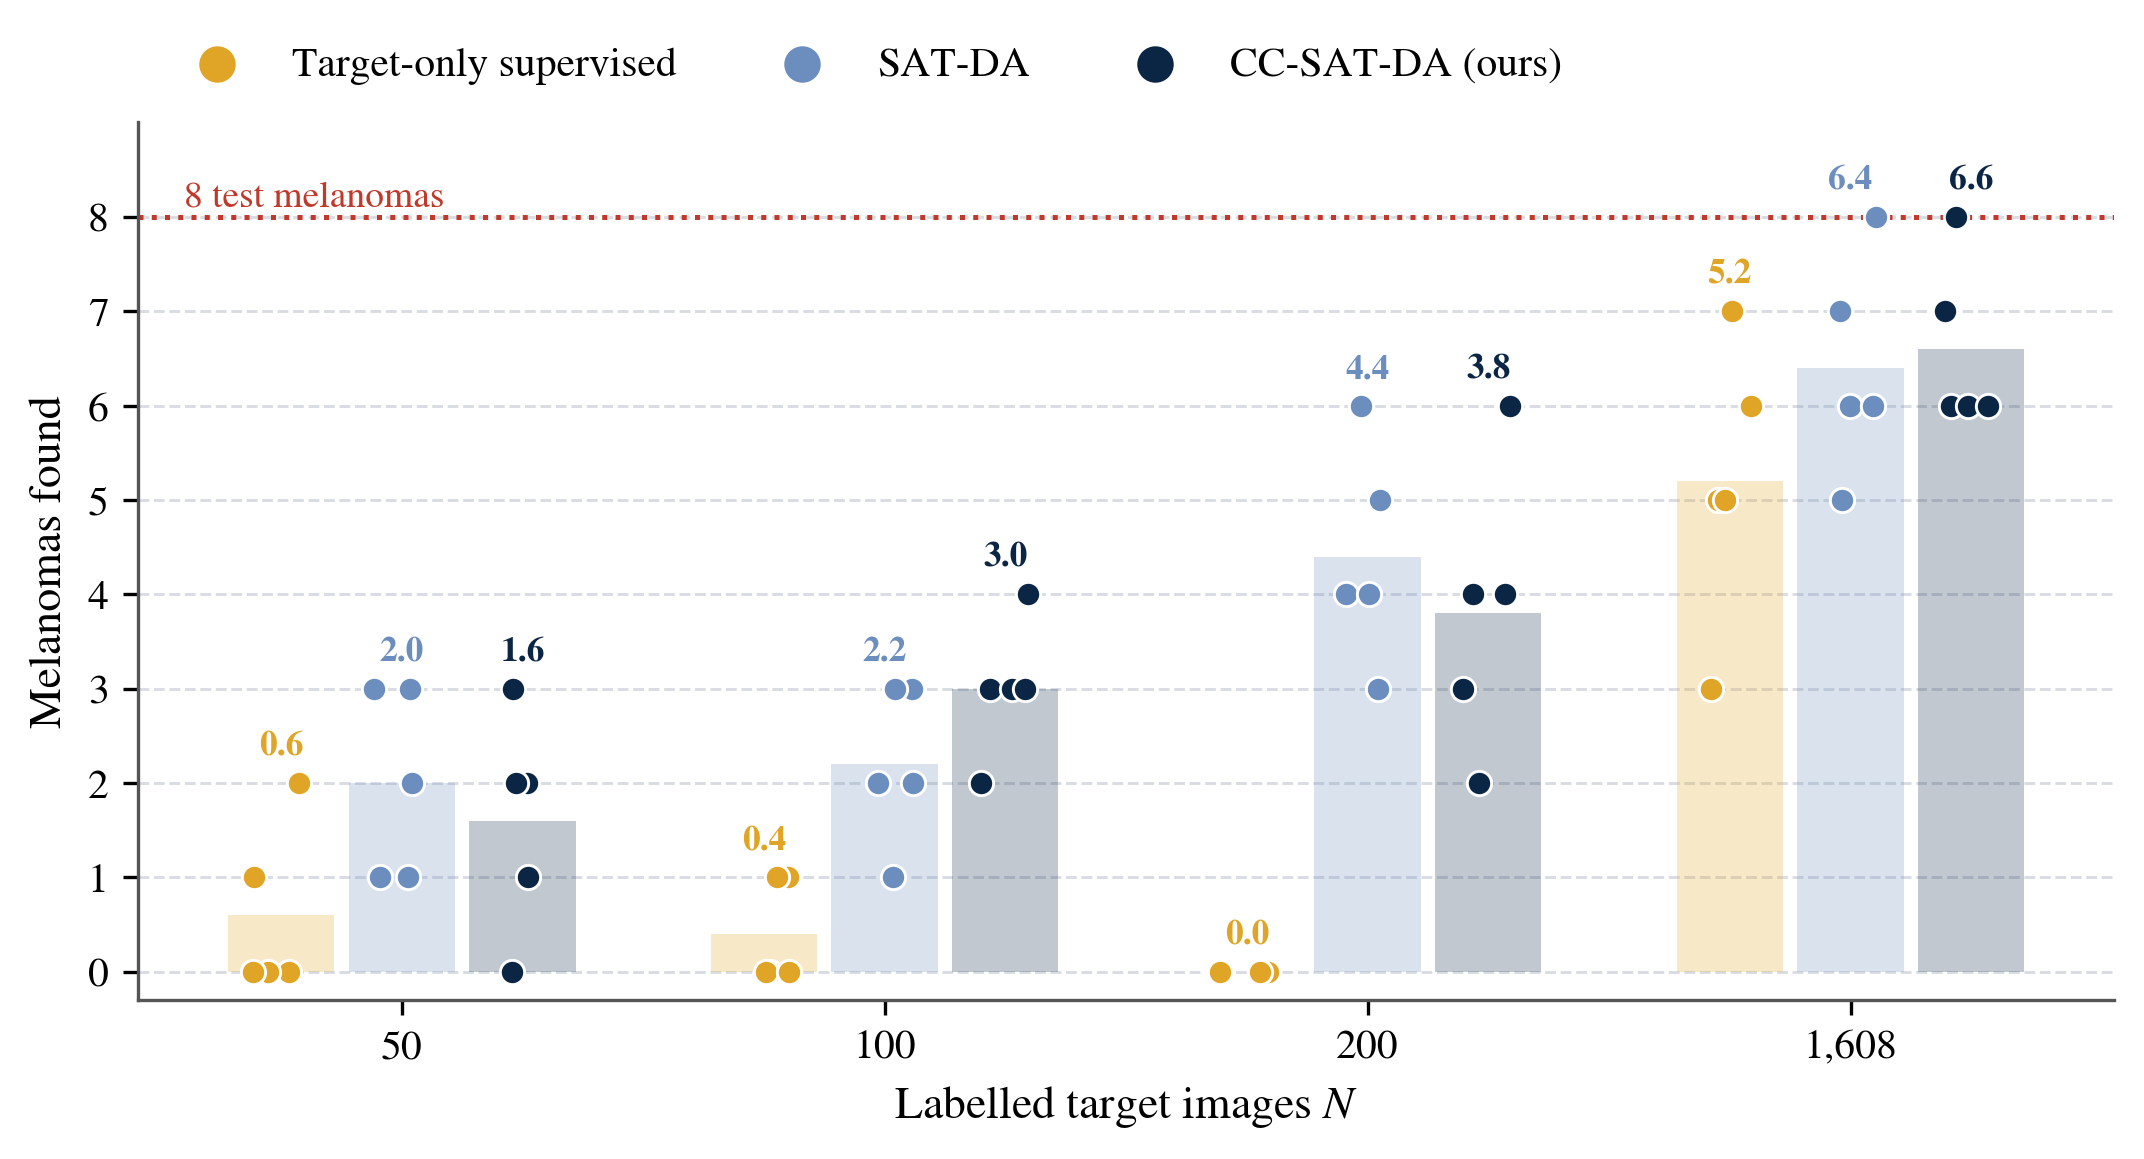 Target-only supervised SAT-DA CC-SAT-DA (ours)
8 test melanomas
6.4 6.6
5.2
4.4 3.8
3.0
2.0 1.6 2.2
0.6
0.4
0.0
8
7
6
5
4
3
2
1
0
Melanomas found
50 100 200 1,608
Labelled target images N